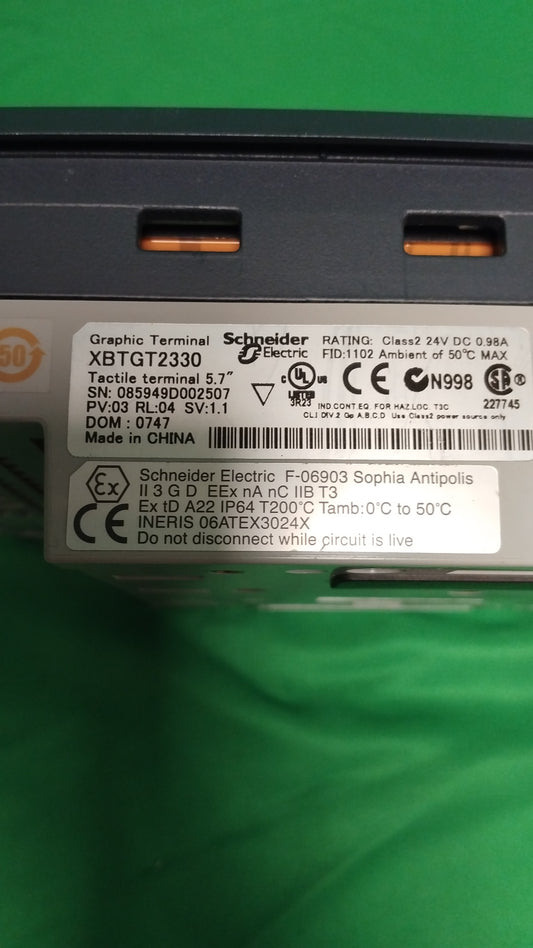 50
Graphic Terminal Schneider Electric
XBTGT2330
Tactile terminal 5.7"
SN: 085949D002507
PV:03 RL:04 SV:1.1
DOM : 0747
Made in CHINA
RATING: Class2 24V DC 0.98A
FID:1102 Ambient of 50°C MAX
C UL US LISTED 3R23
CE
N998
SA ®
227745
IND.CONT.EQ. FOR HAZ.LOC. T3C
CL.I DIV.2 Gp A,B,C,D Use Class2 power source only
Ex
CE
Schneider Electric F-06903 Sophia Antipolis
II 3 G D EEx nA nC IIB T3
Ex tD A22 IP64 T200°C Tamb:0°C to 50°C
INERIS 06ATEX3024X
Do not disconnect while circuit is live